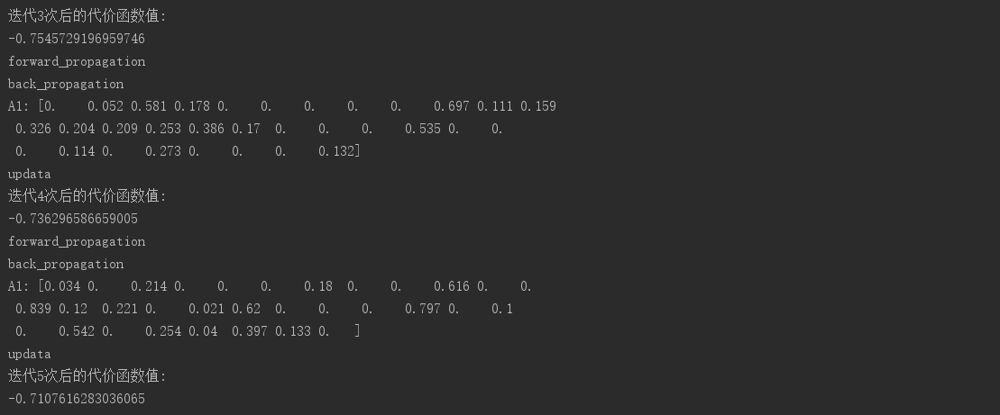 迭代3次后的代价函数值:
-0.7545729196959746
forward_propagation
back_propagation
A1: [0.    0.052 0.581 0.178 0.    0.    0.    0.    0.    0.697 0.111 0.159
 0.326 0.204 0.209 0.253 0.386 0.17  0.    0.    0.    0.535 0.    0.
 0.    0.114 0.    0.273 0.    0.    0.    0.132]
updata
迭代4次后的代价函数值:
-0.736296586659005
forward_propagation
back_propagation
A1: [0.034 0.    0.214 0.    0.    0.    0.18  0.    0.    0.616 0.    0.
 0.839 0.12  0.221 0.    0.021 0.62  0.    0.    0.    0.797 0.    0.1
 0.    0.542 0.    0.254 0.04  0.397 0.133 0.   ]
updata
迭代5次后的代价函数值:
-0.7107616283036065